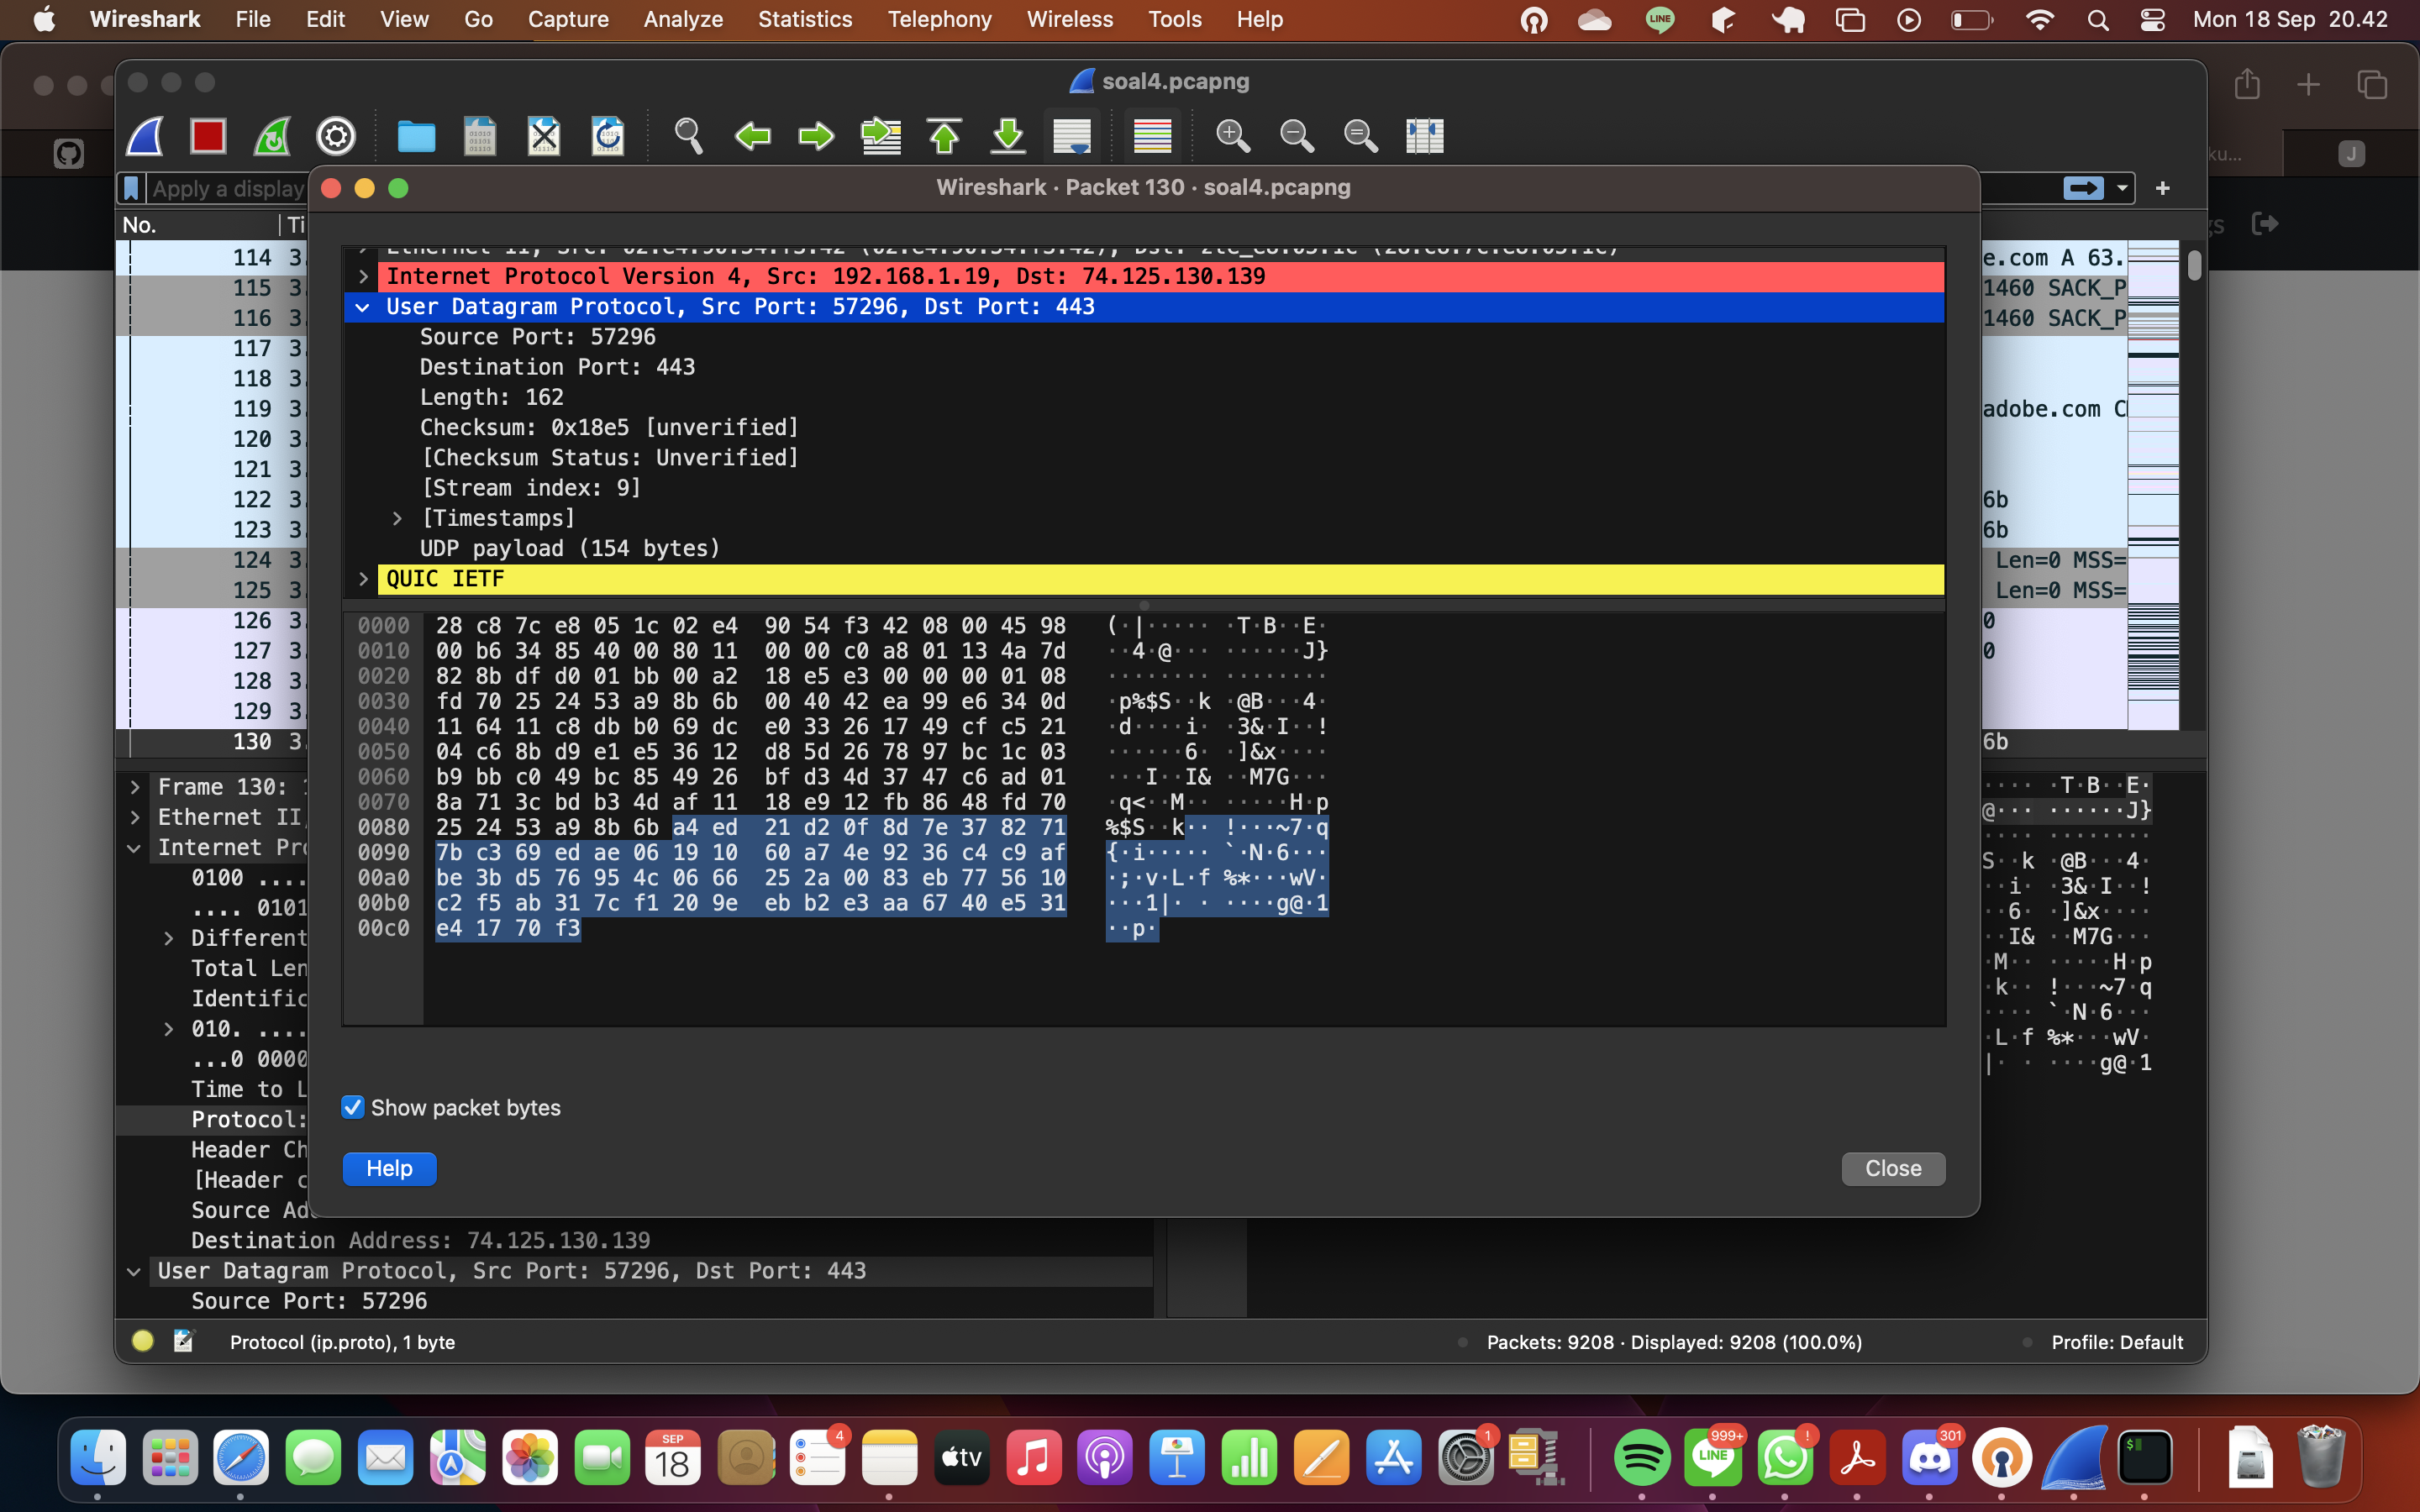 Wireshark File Edit View Go Capture Analyze Statistics Telephony Wireless Tools Help LINE Mon 18 Sep 20.42
soal4.pcapng
Apply a display
Wireshark · Packet 130 · soal4.pcapng
ku...
J
gs
No. Ti
114 3.
115 3.
116 3.
117 3.
118 3.
119 3.
120 3.
121 3.
122 3.
123 3.
124 3.
125 3.
126 3.
127 3.
128 3.
129 3.
130 3.
e.com A 63.
1460 SACK_P
1460 SACK_P
adobe.com C
6b
6b
Len=0 MSS=
Len=0 MSS=
0
0
6b
Internet Protocol Version 4, Src: 192.168.1.19, Dst: 74.125.130.139
User Datagram Protocol, Src Port: 57296, Dst Port: 443
Source Port: 57296
Destination Port: 443
Length: 162
Checksum: 0x18e5 [unverified]
[Checksum Status: Unverified]
[Stream index: 9]
[Timestamps]
UDP payload (154 bytes)
QUIC IETF
0000 28 c8 7c e8 05 1c 02 e4 90 54 f3 42 08 00 45 98 (·|····· ·T·B··E·
0010 00 b6 34 85 40 00 80 11 00 00 c0 a8 01 13 4a 7d ··4·@··· ······J}
0020 82 8b df d0 01 bb 00 a2 18 e5 e3 00 00 00 01 08 ········ ········
0030 fd 70 25 24 53 a9 8b 6b 00 40 42 ea 99 e6 34 0d ·p%$S··k ·@B···4·
0040 11 64 11 c8 db b0 69 dc e0 33 26 17 49 cf c5 21 ·d····i· ·3&·I··!
0050 04 c6 8b d9 e1 e5 36 12 d8 5d 26 78 97 bc 1c 03 ······6· ·]&x····
0060 b9 bb c0 49 bc 85 49 26 bf d3 4d 37 47 c6 ad 01 ···I··I& ··M7G···
0070 8a 71 3c bd b3 4d af 11 18 e9 12 fb 86 48 fd 70 ·q<··M·· ·····H·p
0080 25 24 53 a9 8b 6b a4 ed 21 d2 0f 8d 7e 37 82 71 %$S··k·· !···~7·q
0090 7b c3 69 ed ae 06 19 10 60 a7 4e 92 36 c4 c9 af {·i····· `·N·6···
00a0 be 3b d5 76 95 4c 06 66 25 2a 00 83 eb 77 56 10 ·;·v·L·f %*···wV·
00b0 c2 f5 ab 31 7c f1 20 9e eb b2 e3 aa 67 40 e5 31 ···1|· · ····g@·1
00c0 e4 17 70 f3 ··p·
Show packet bytes
Help Close
Frame 130: 1
Ethernet II,
Internet Pro
0100 ....
.... 0101
Different
Total Len
Identific
010. ....
...0 0000
Time to L
Protocol:
Header Ch
[Header c
Source Ad
Destination Address: 74.125.130.139
User Datagram Protocol, Src Port: 57296, Dst Port: 443
Source Port: 57296
···· ·T·B··E·
@··· ······J}
········
S··k ·@B···4·
··i· ·3&·I··!
··6· ·]&x····
··I& ··M7G···
·M·· ·····H·p
·k·· !···~7·q
···· `·N·6···
·L·f %*···wV·
|· · ····g@·1
Protocol (ip.proto), 1 byte Packets: 9208 · Displayed: 9208 (100.0%) Profile: Default
SEP
18
4
tv
1
999+
LINE
!
301
$